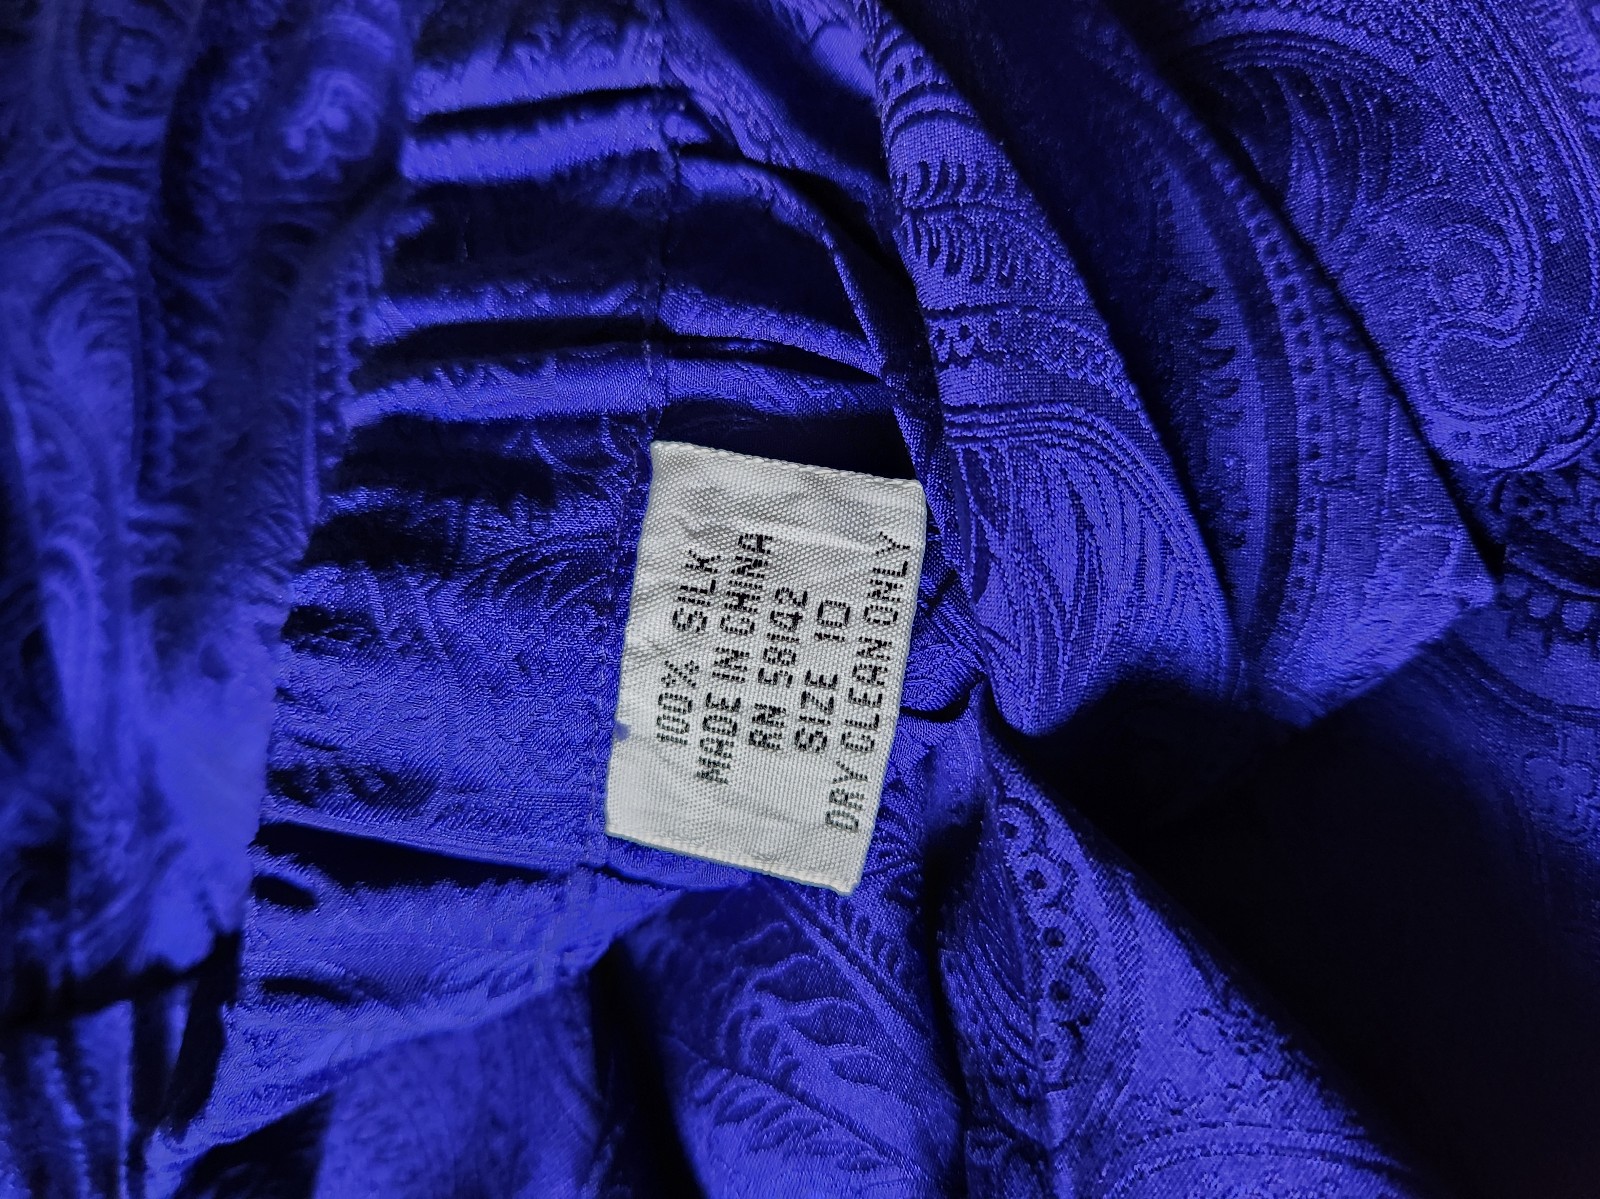 100% SILK
MADE IN CHINA
RN 58142
SIZE 10
DRY CLEAN ONLY